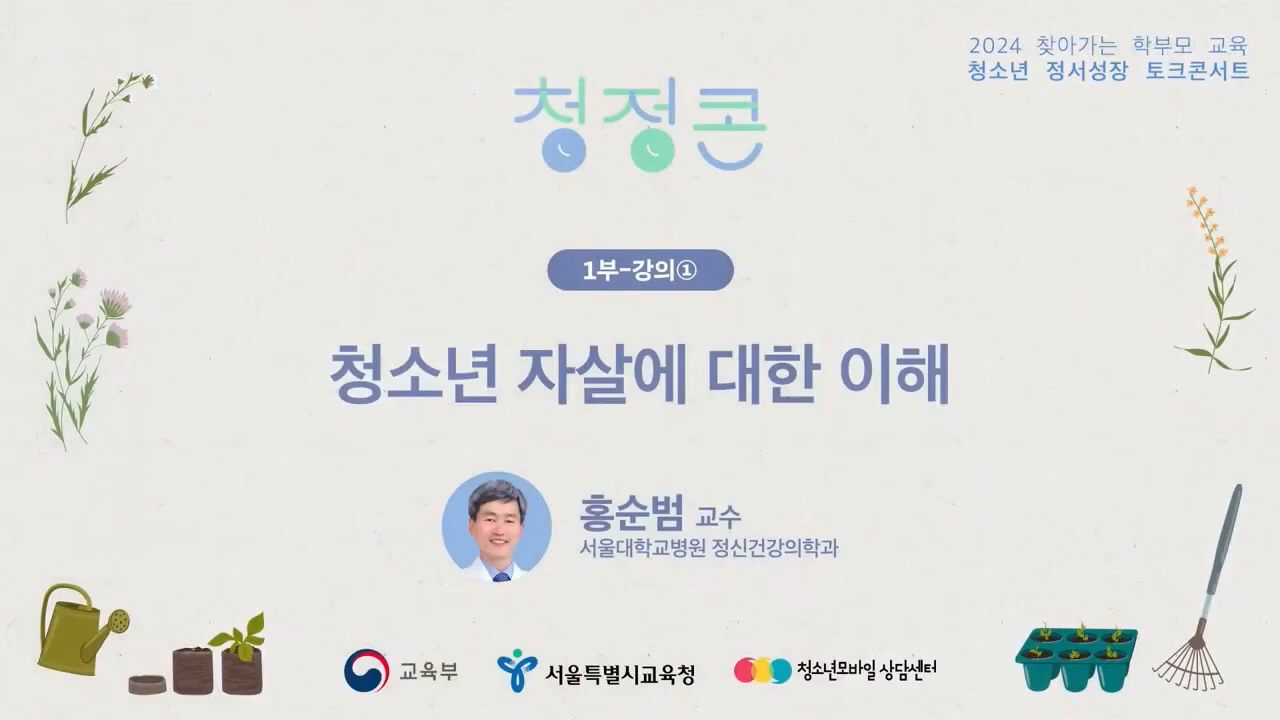 2024 찾아가는 학부모 교육
청소년 정서성장 토크콘서트
청정콘
1부-강의①
청소년 자살에 대한 이해
홍순범 교수
서울대학교병원 정신건강의학과
교육부
서울특별시교육청
청소년모바일 상담센터